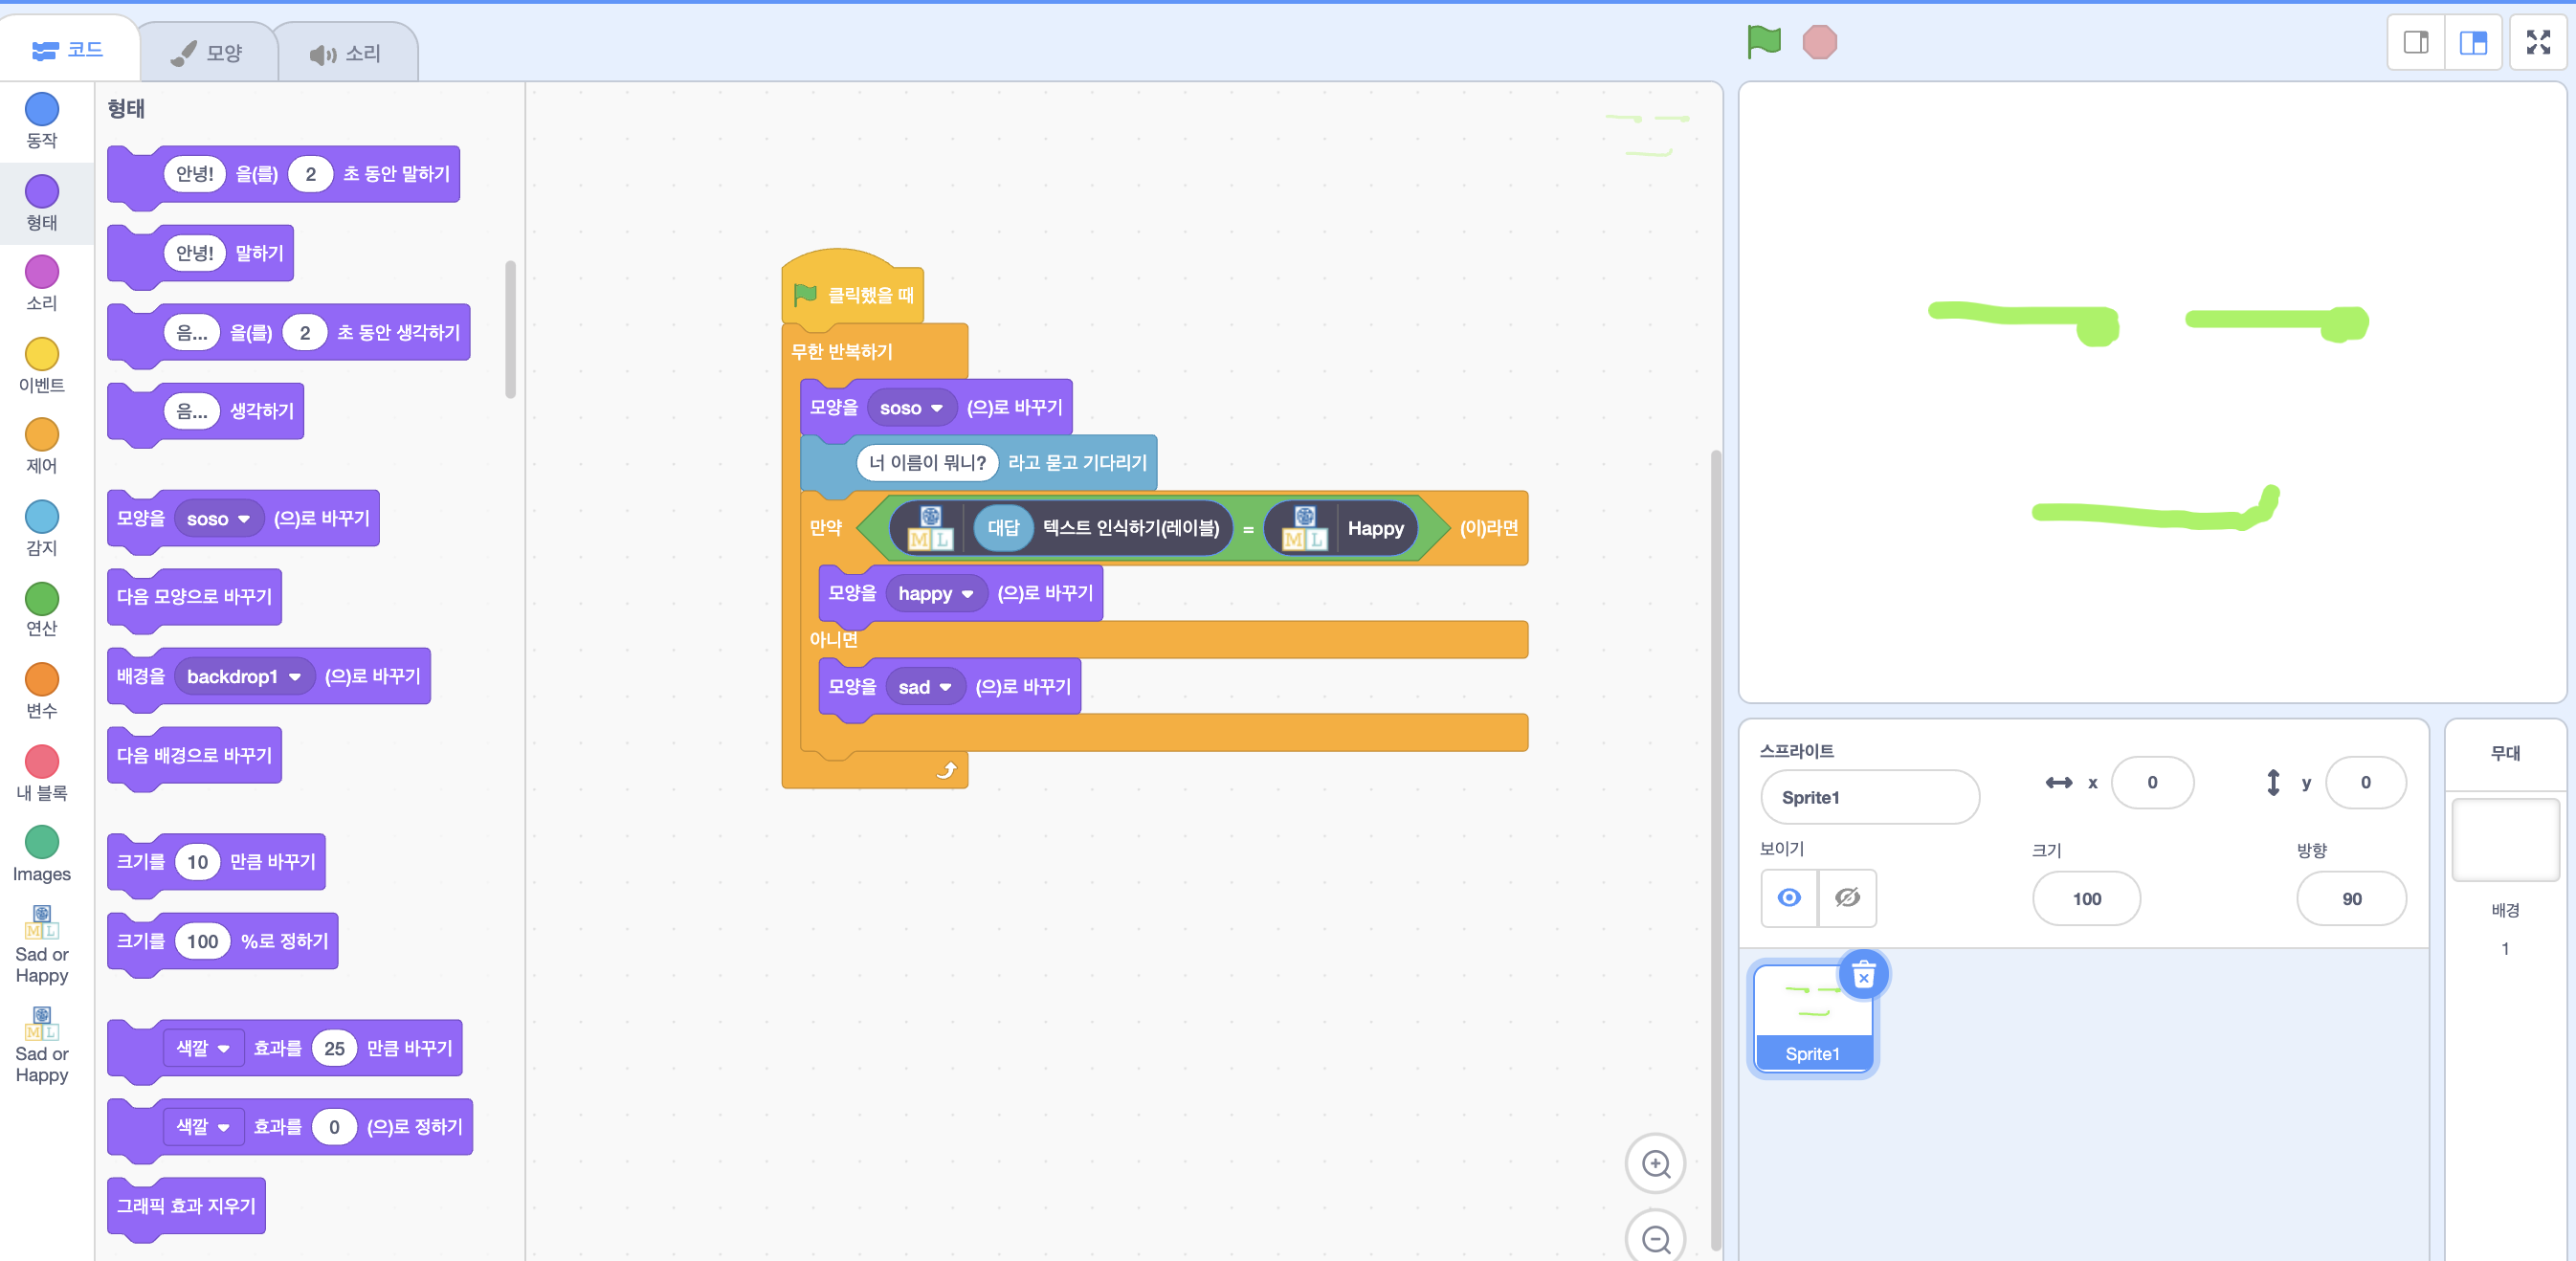 코드
모양
소리
동작
형태
소리
이벤트
제어
감지
연산
변수
내 블록
Images
M L
Sad or
Happy
M L
Sad or
Happy
형태
안녕! 을(를) 2 초 동안 말하기
안녕! 말하기
음... 을(를) 2 초 동안 생각하기
음... 생각하기
모양을 soso (으)로 바꾸기
다음 모양으로 바꾸기
배경을 backdrop1 (으)로 바꾸기
다음 배경으로 바꾸기
크기를 10 만큼 바꾸기
크기를 100 %로 정하기
색깔 효과를 25 만큼 바꾸기
색깔 효과를 0 (으)로 정하기
그래픽 효과 지우기
클릭했을 때
무한 반복하기
모양을 soso (으)로 바꾸기
너 이름이 뭐니? 라고 묻고 기다리기
만약 M L 대답 텍스트 인식하기(레이블) = M L Happy (이)라면
모양을 happy (으)로 바꾸기
아니면
모양을 sad (으)로 바꾸기
스프라이트
Sprite1
x 0
y 0
보이기
크기
100
방향
90
Sprite1
무대
배경
1